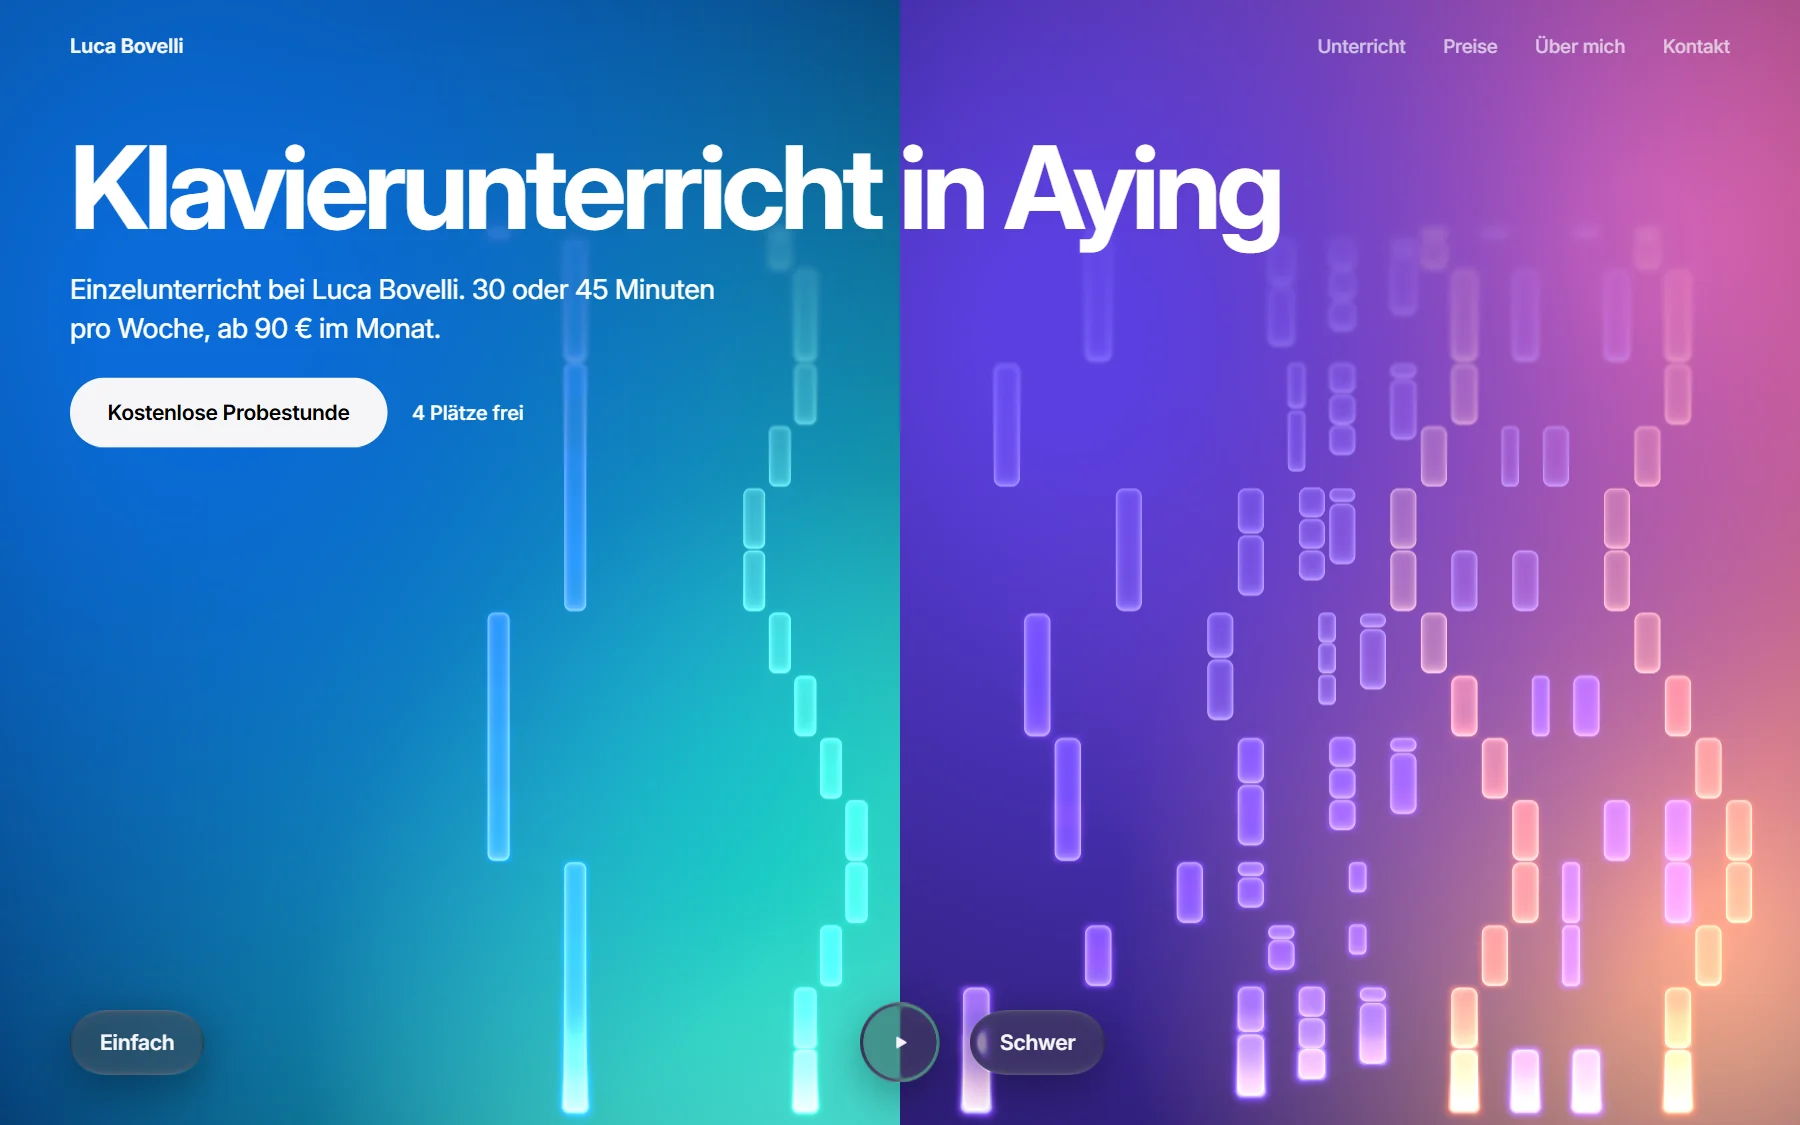 Luca Bovelli
Unterricht Preise Über mich Kontakt
Klavierunterricht in Aying
Einzelunterricht bei Luca Bovelli. 30 oder 45 Minuten
pro Woche, ab 90 € im Monat.
Kostenlose Probestunde
4 Plätze frei
Einfach
Schwer